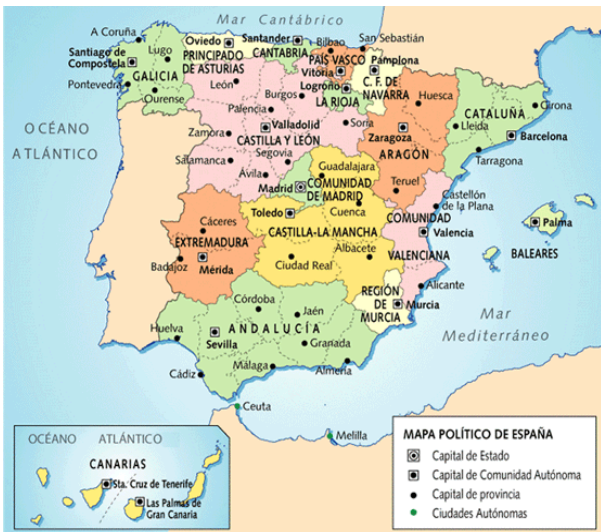 Mar Cantábrico
A Coruña
Santiago de
Compostela
Lugo
GALICIA
Pontevedra
Ourense
Oviedo
PRINCIPADO
DE ASTURIAS
Santander
CANTABRIA
Bilbao
San Sebastián
PAÍS VASCO
Vitoria
Pamplona
C. F. DE
NAVARRA
Logroño
LA RIOJA
León
Burgos
Palencia
Zamora
Valladolid
CASTILLA Y LEÓN
Soria
Salamanca
Segovia
Ávila
Huesca
Zaragoza
ARAGÓN
Teruel
CATALUÑA
Girona
Lleida
Barcelona
Tarragona
OCÉANO
ATLÁNTICO
Guadalajara
Madrid
COMUNIDAD
DE MADRID
Toledo
Cuenca
CASTILLA-LA MANCHA
Albacete
Ciudad Real
Castellón
de la Plana
COMUNIDAD
Valencia
VALENCIANA
Alicante
Palma
BALEARES
Cáceres
EXTREMADURA
Badajoz
Mérida
REGIÓN
DE
MURCIA
Murcia
Mar
Mediterráneo
Córdoba
Jaén
ANDALUCÍA
Huelva
Sevilla
Granada
Málaga
Almería
Cádiz
Ceuta
Melilla
OCÉANO ATLÁNTICO
CANARIAS
Sta. Cruz de Tenerife
Las Palmas de
Gran Canaria
MAPA POLÍTICO DE ESPAÑA
Capital de Estado
Capital de Comunidad Autónoma
Capital de provincia
Ciudades Autónomas